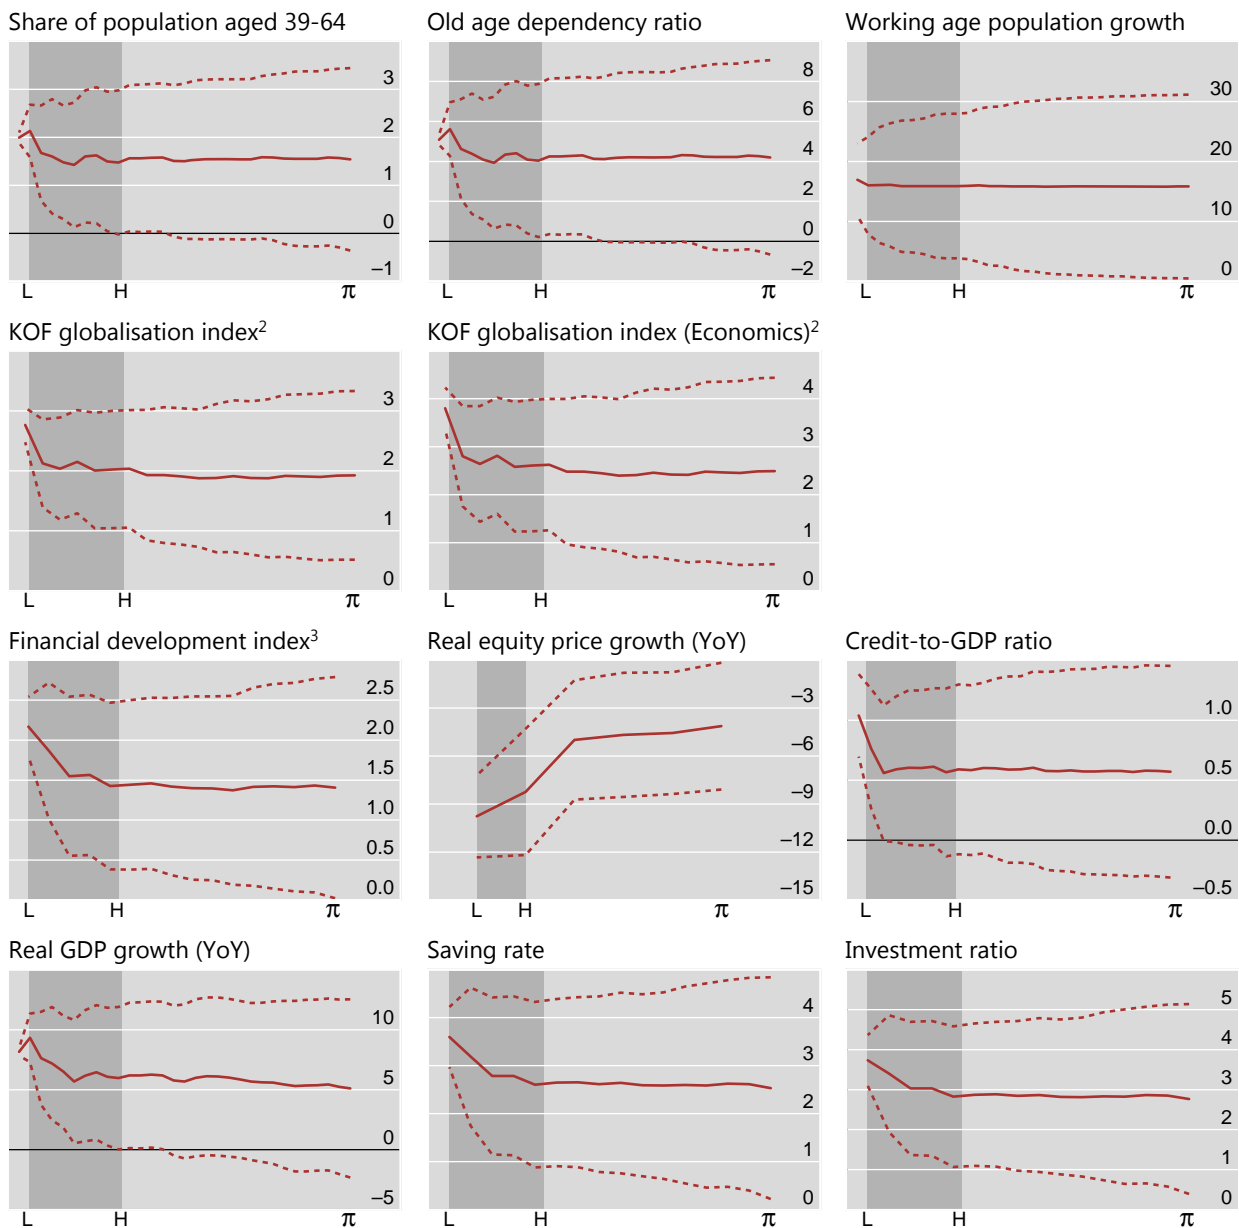 Share of population aged 39-64
3
2
1
0
–1
L H π
Old age dependency ratio
8
6
4
2
0
–2
L H π
Working age population growth
30
20
10
0
L H π
KOF globalisation index2
3
2
1
0
L H π
KOF globalisation index (Economics)2
4
3
2
1
0
L H π
Financial development index3
2.5
2.0
1.5
1.0
0.5
0.0
L H π
Real equity price growth (YoY)
–3
–6
–9
–12
–15
L H π
Credit-to-GDP ratio
1.0
0.5
0.0
–0.5
L H π
Real GDP growth (YoY)
10
5
0
–5
L H π
Saving rate
4
3
2
1
0
L H π
Investment ratio
5
4
3
2
1
0
L H π